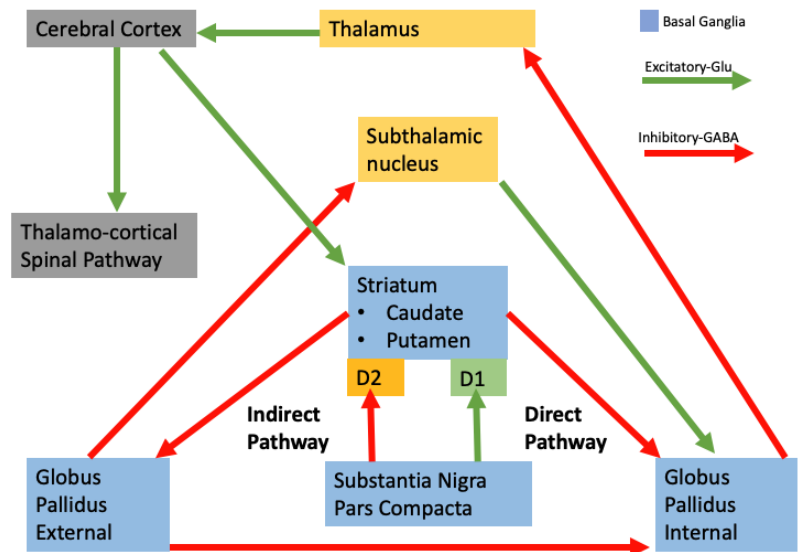 Cerebral Cortex
Thalamus
Basal Ganglia
Excitatory-Glu
Inhibitory-GABA
Subthalamic
nucleus
Thalamo-cortical
Spinal Pathway
Striatum
• Caudate
• Putamen
D2
D1
Indirect
Pathway
Direct
Pathway
Globus
Pallidus
External
Substantia Nigra
Pars Compacta
Globus
Pallidus
Internal